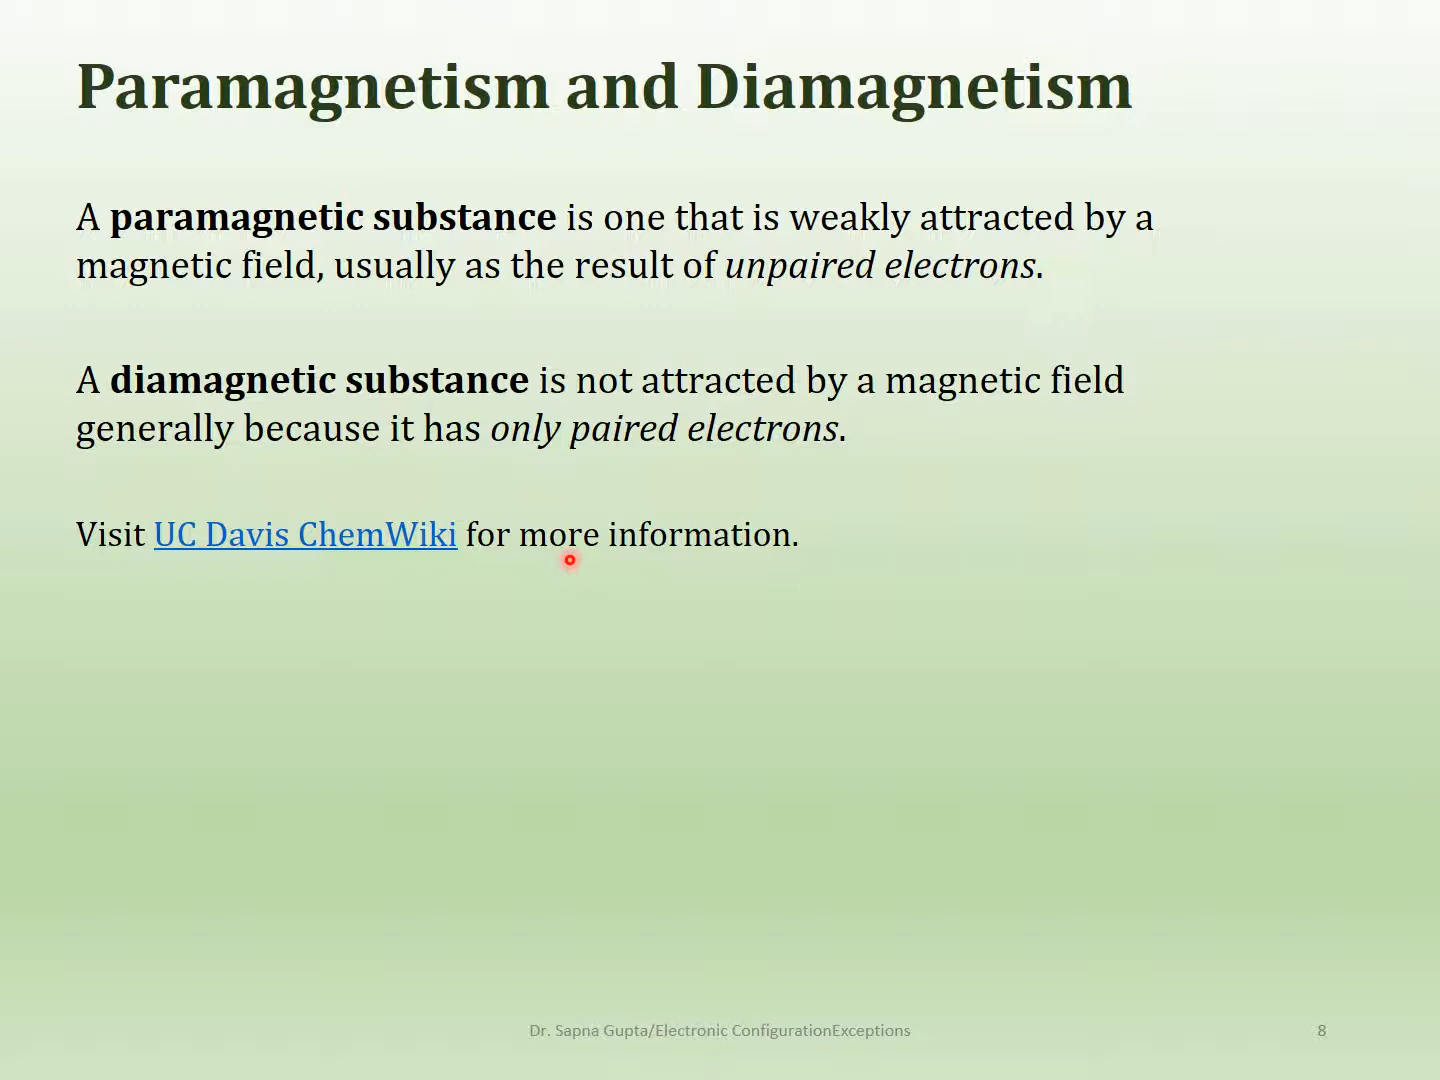 Paramagnetism and Diamagnetism
A paramagnetic substance is one that is weakly attracted by a
magnetic field, usually as the result of unpaired electrons.
A diamagnetic substance is not attracted by a magnetic field
generally because it has only paired electrons.
Visit UC Davis ChemWiki for more information.
Dr. Sapna Gupta/Electronic ConfigurationExceptions
8